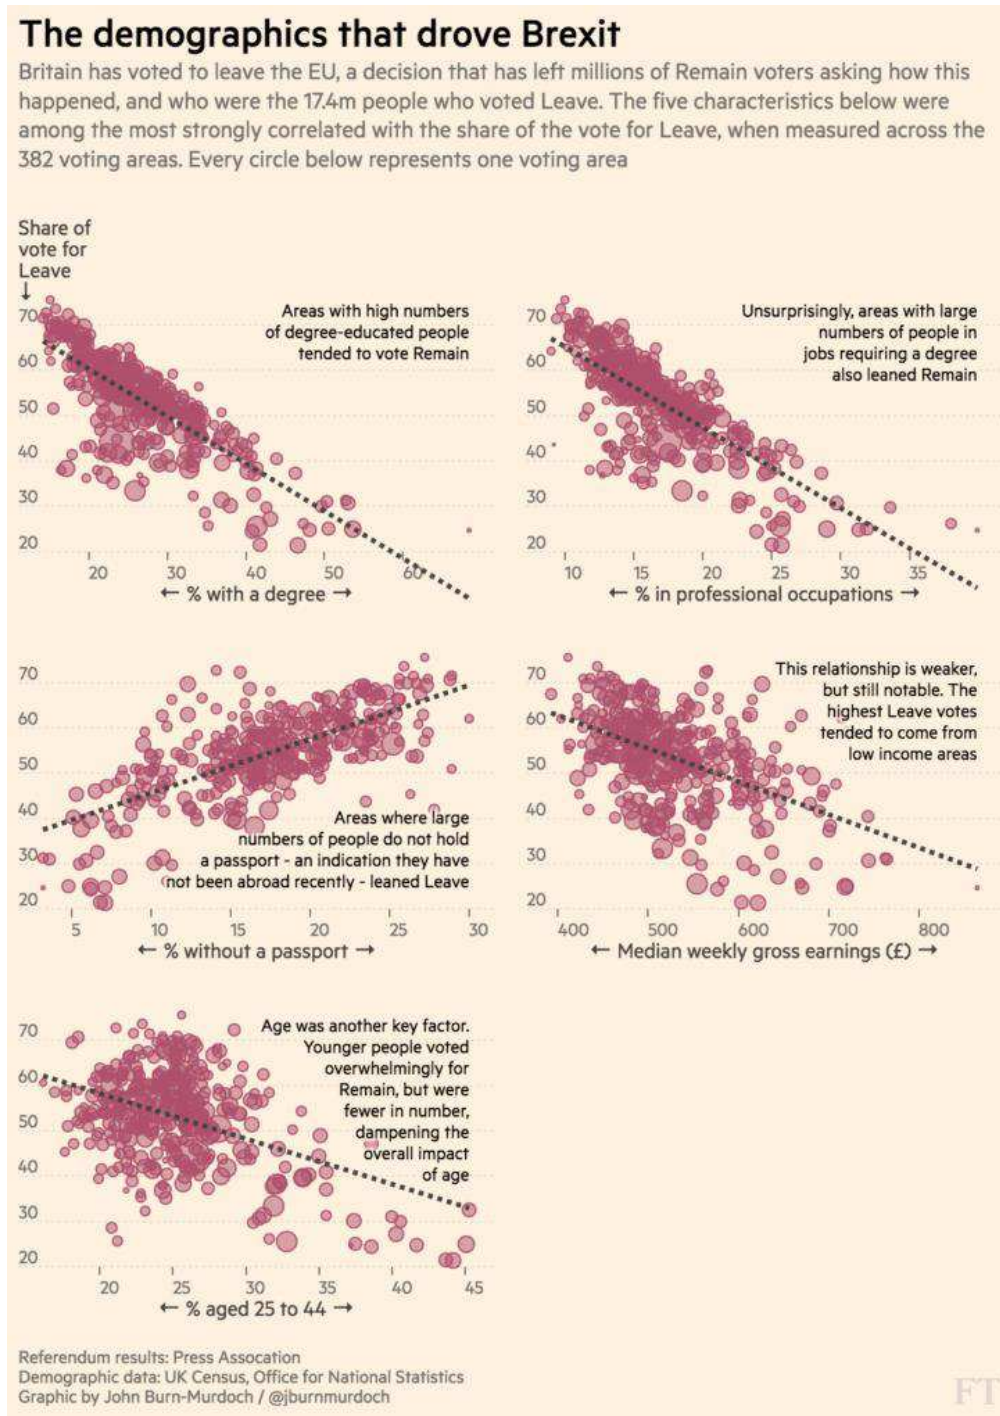 The demographics that drove Brexit
Britain has voted to leave the EU, a decision that has left millions of Remain voters asking how this
happened, and who were the 17.4m people who voted Leave. The five characteristics below were
among the most strongly correlated with the share of the vote for Leave, when measured across the
382 voting areas. Every circle below represents one voting area
Share of
vote for
Leave
↓
Areas with high numbers
of degree-educated people
tended to vote Remain
70
60
50
40
30
20
20 30 40 50 60
← % with a degree →
Unsurprisingly, areas with large
numbers of people in
jobs requiring a degree
also leaned Remain
70
60
50
40
30
20
10 15 20 25 30 35
← % in professional occupations →
70
60
50
40
30
20
Areas where large
numbers of people do not hold
a passport - an indication they have
not been abroad recently - leaned Leave
5 10 15 20 25 30
← % without a passport →
This relationship is weaker,
but still notable. The
highest Leave votes
tended to come from
low income areas
70
60
50
40
30
20
400 500 600 700 800
← Median weekly gross earnings (£) →
Age was another key factor.
Younger people voted
overwhelmingly for
Remain, but were
fewer in number,
dampening the
overall impact
of age
70
60
50
40
30
20
20 25 30 35 40 45
← % aged 25 to 44 →
Referendum results: Press Assocation
Demographic data: UK Census, Office for National Statistics
Graphic by John Burn-Murdoch / @jburnmurdoch
FT